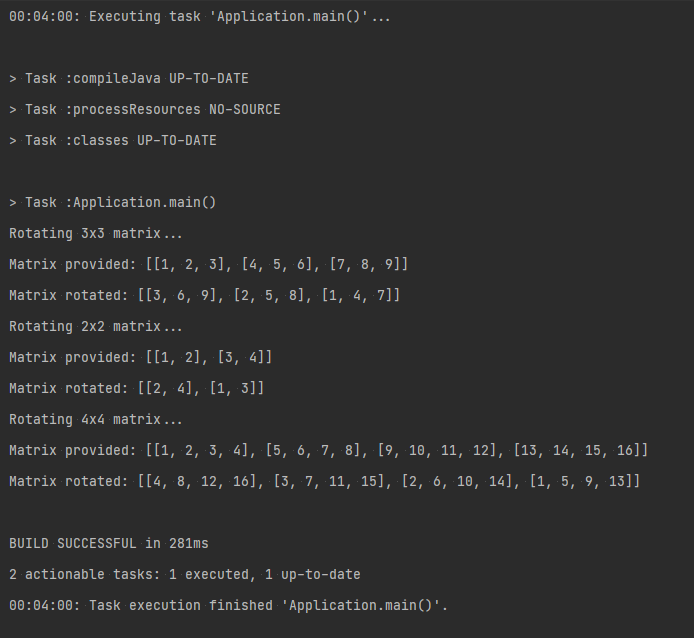 00:04:00: Executing task 'Application.main()'...
> Task :compileJava UP-TO-DATE
> Task :processResources NO-SOURCE
> Task :classes UP-TO-DATE
> Task :Application.main()
Rotating 3x3 matrix...
Matrix provided: [[1, 2, 3], [4, 5, 6], [7, 8, 9]]
Matrix rotated: [[3, 6, 9], [2, 5, 8], [1, 4, 7]]
Rotating 2x2 matrix...
Matrix provided: [[1, 2], [3, 4]]
Matrix rotated: [[2, 4], [1, 3]]
Rotating 4x4 matrix...
Matrix provided: [[1, 2, 3, 4], [5, 6, 7, 8], [9, 10, 11, 12], [13, 14, 15, 16]]
Matrix rotated: [[4, 8, 12, 16], [3, 7, 11, 15], [2, 6, 10, 14], [1, 5, 9, 13]]
BUILD SUCCESSFUL in 281ms
2 actionable tasks: 1 executed, 1 up-to-date
00:04:00: Task execution finished 'Application.main()'.